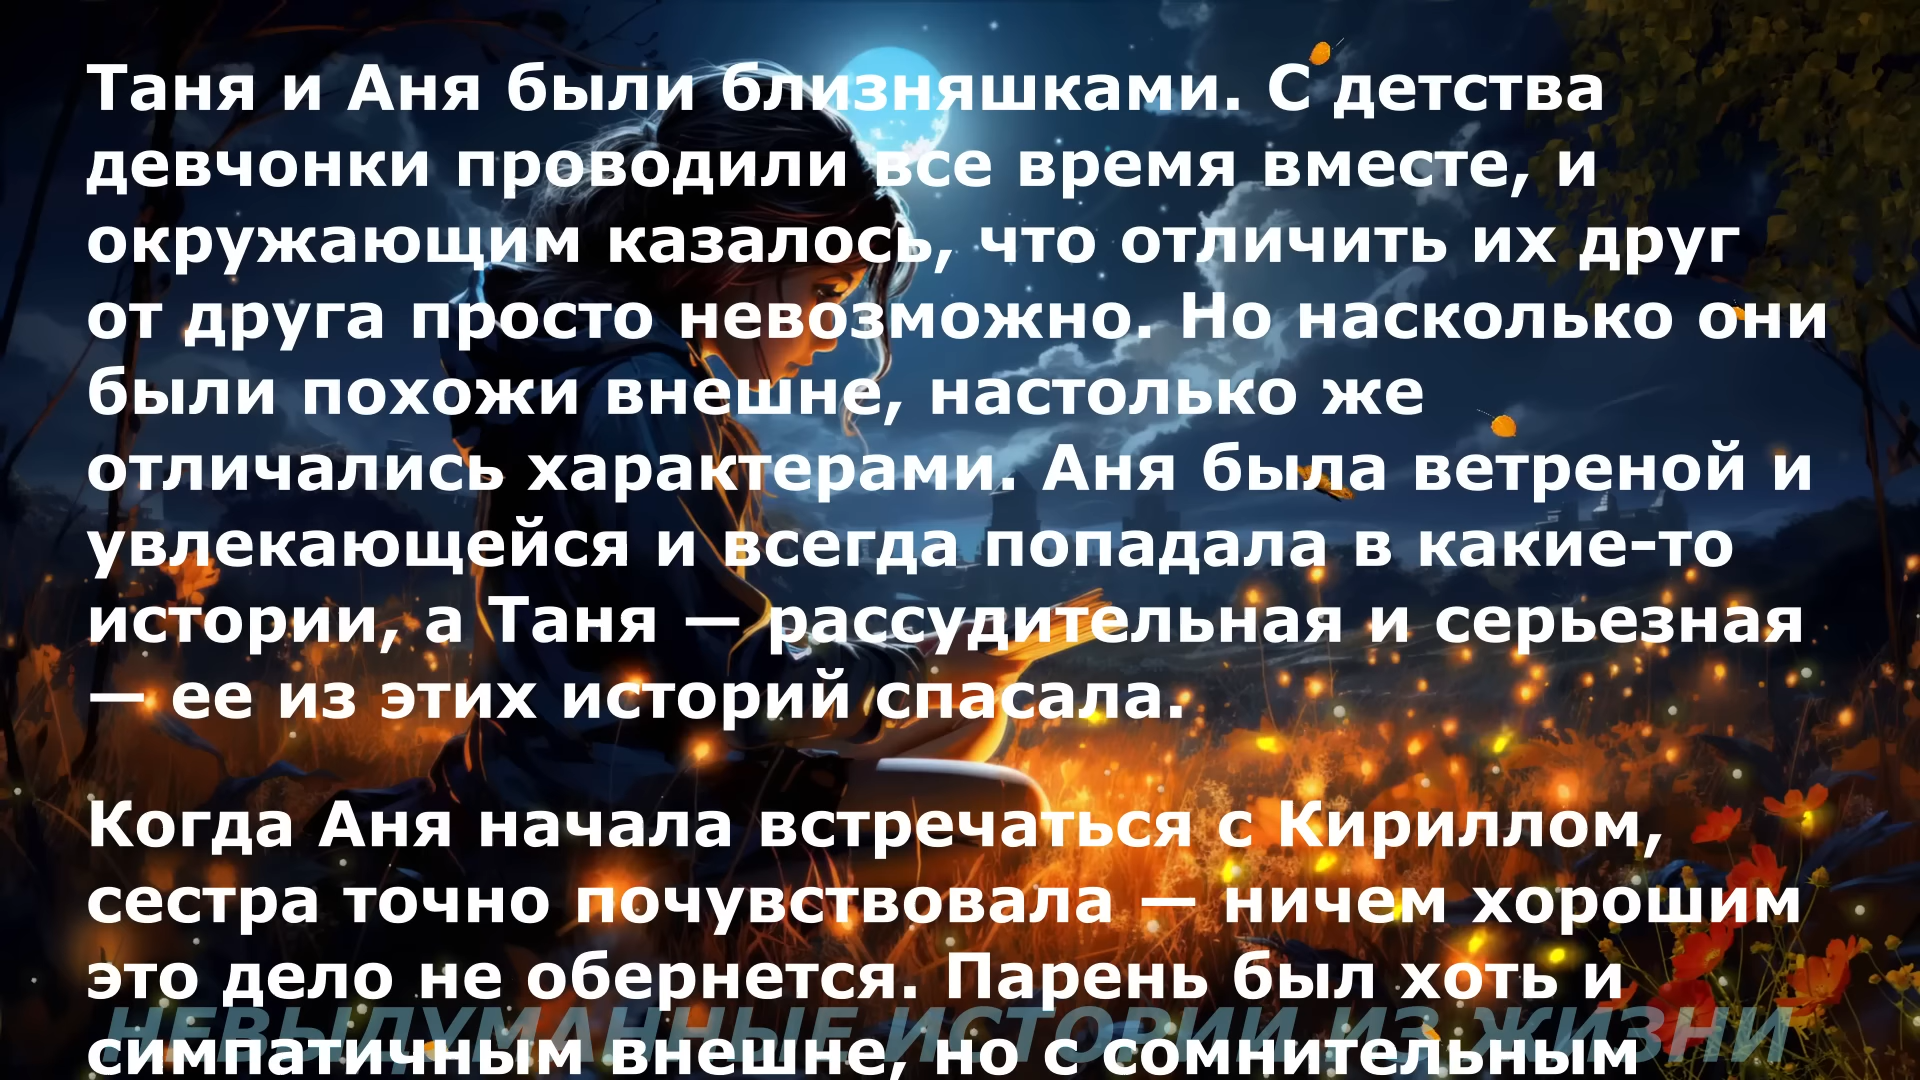 Таня и Аня были близняшками. С детства
девчонки проводили все время вместе, и
окружающим казалось, что отличить их друг
от друга просто невозможно. Но насколько они
были похожи внешне, настолько же
отличались характерами. Аня была ветреной и
увлекающейся и всегда попадала в какие-то
истории, а Таня — рассудительная и серьезная
— ее из этих историй спасала.
Когда Аня начала встречаться с Кириллом,
сестра точно почувствовала — ничем хорошим
это дело не обернется. Парень был хоть и
НЕВЫДУМАННЫЕ ИСТОРИИ ИЗ ЖИЗНИ
симпатичным внешне, но с сомнительным